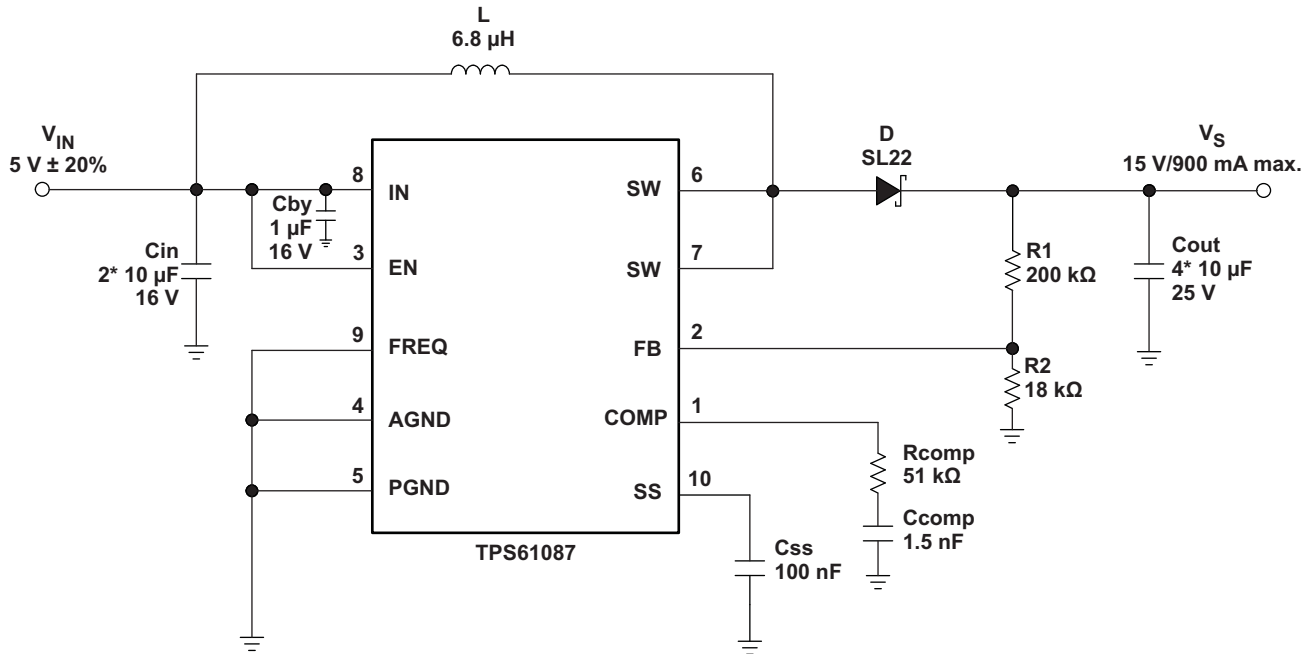 L
6.8 µH
V_IN
5 V ± 20%
D
SL22
V_S
15 V/900 mA max.
8
IN
SW
6
Cby
1 µF
16 V
Cin
2* 10 µF
16 V
3
EN
SW
7
R1
200 kΩ
Cout
4* 10 µF
25 V
9
FREQ
FB
2
R2
18 kΩ
4
AGND
COMP
1
Rcomp
51 kΩ
5
PGND
SS
10
Ccomp
1.5 nF
TPS61087
Css
100 nF